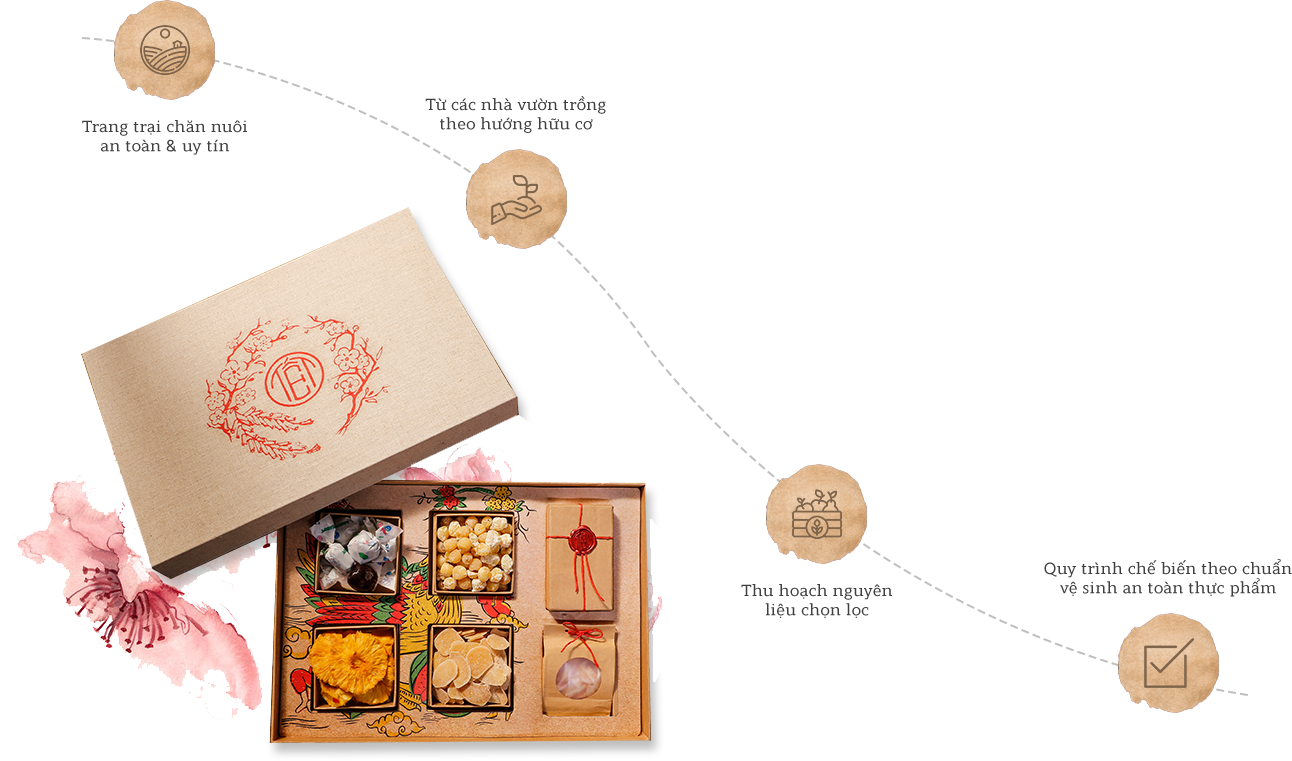 Trang trại chăn nuôi
an toàn & uy tín
Từ các nhà vườn trồng
theo hướng hữu cơ
TẾT
Thu hoạch nguyên
liệu chọn lọc
Quy trình chế biến theo chuẩn
vệ sinh an toàn thực phẩm